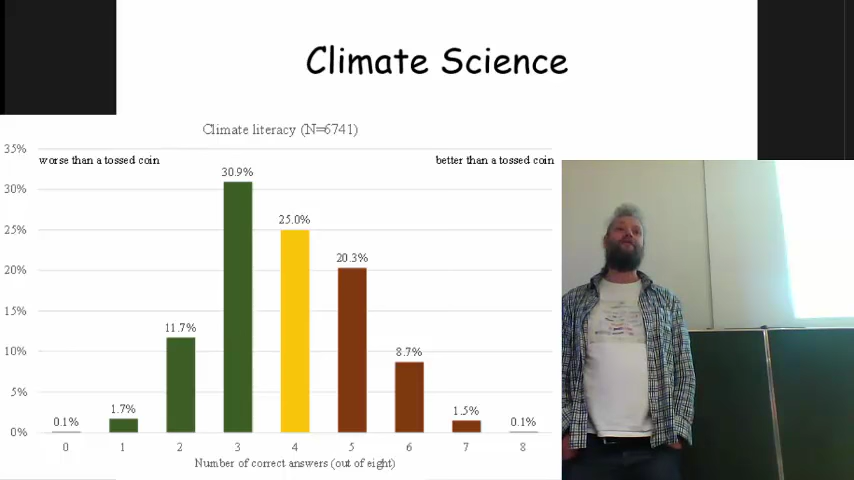 Climate Science
Climate literacy (N=6741)
35%
worse than a tossed coin
better than a tossed coin
30.9%
30%
25.0%
25%
20.3%
20%
15%
11.7%
10%
8.7%
5%
1.7%
1.5%
0.1%
0.1%
0%
0 1 2 3 4 5 6 7 8
Number of correct answers (out of eight)